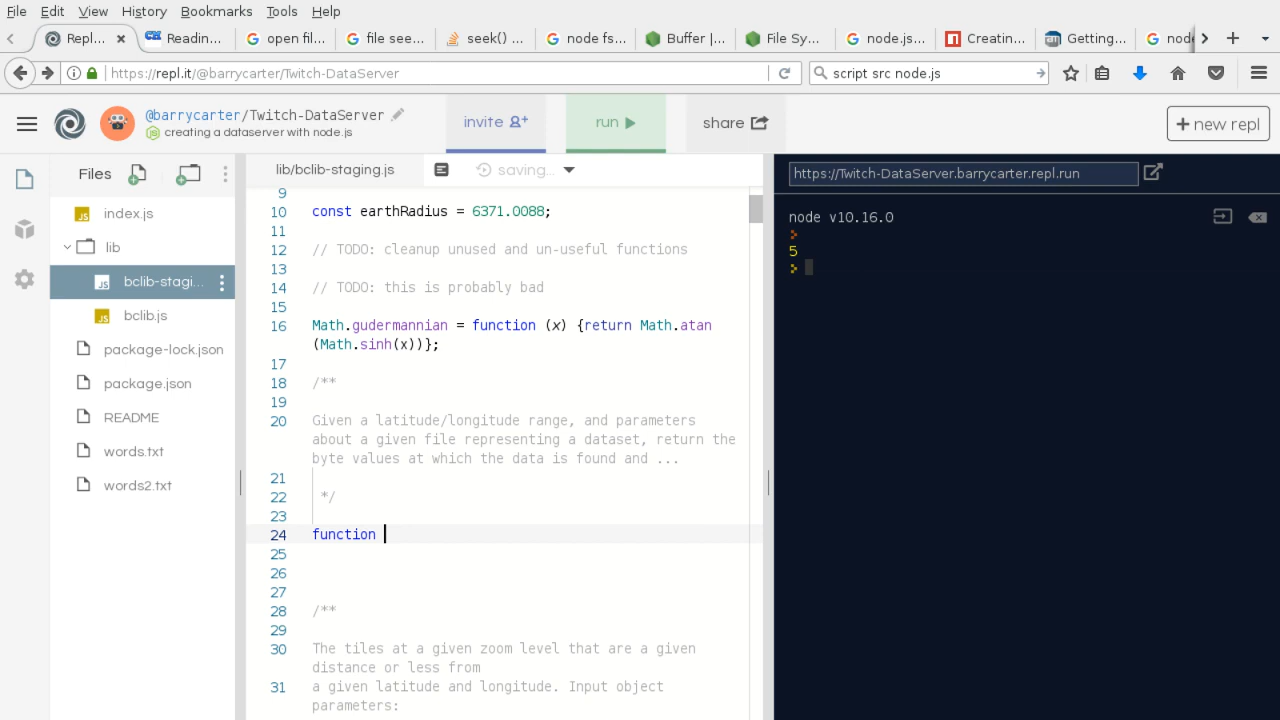 File Edit View History Bookmarks Tools Help
Repl... Readin... open fil... file see... seek() ... node fs... Buffer |... File Sy... node.js... Creatin... Getting... node
https://repl.it/@barrycarter/Twitch-DataServer
script src node.js
@barrycarter/Twitch-DataServer
creating a dataserver with node.js
invite
run
share
+ new repl
Files
lib/bclib-staging.js
saving...
https://Twitch-DataServer.barrycarter.repl.run
index.js
lib
bclib-stagi...
bclib.js
package-lock.json
package.json
README
words.txt
words2.txt
9
10 const earthRadius = 6371.0088;
11
12 // TODO: cleanup unused and un-useful functions
13
14 // TODO: this is probably bad
15
16 Math.gudermannian = function (x) {return Math.atan
(Math.sinh(x))};
17
18 /**
19
20 Given a latitude/longitude range, and parameters
about a given file representing a dataset, return the
byte values at which the data is found and ...
21
22 */
23
24 function
25
26
27
28 /**
29
30 The tiles at a given zoom level that are a given
distance or less from
31 a given latitude and longitude. Input object
parameters:
node v10.16.0
>
5
>